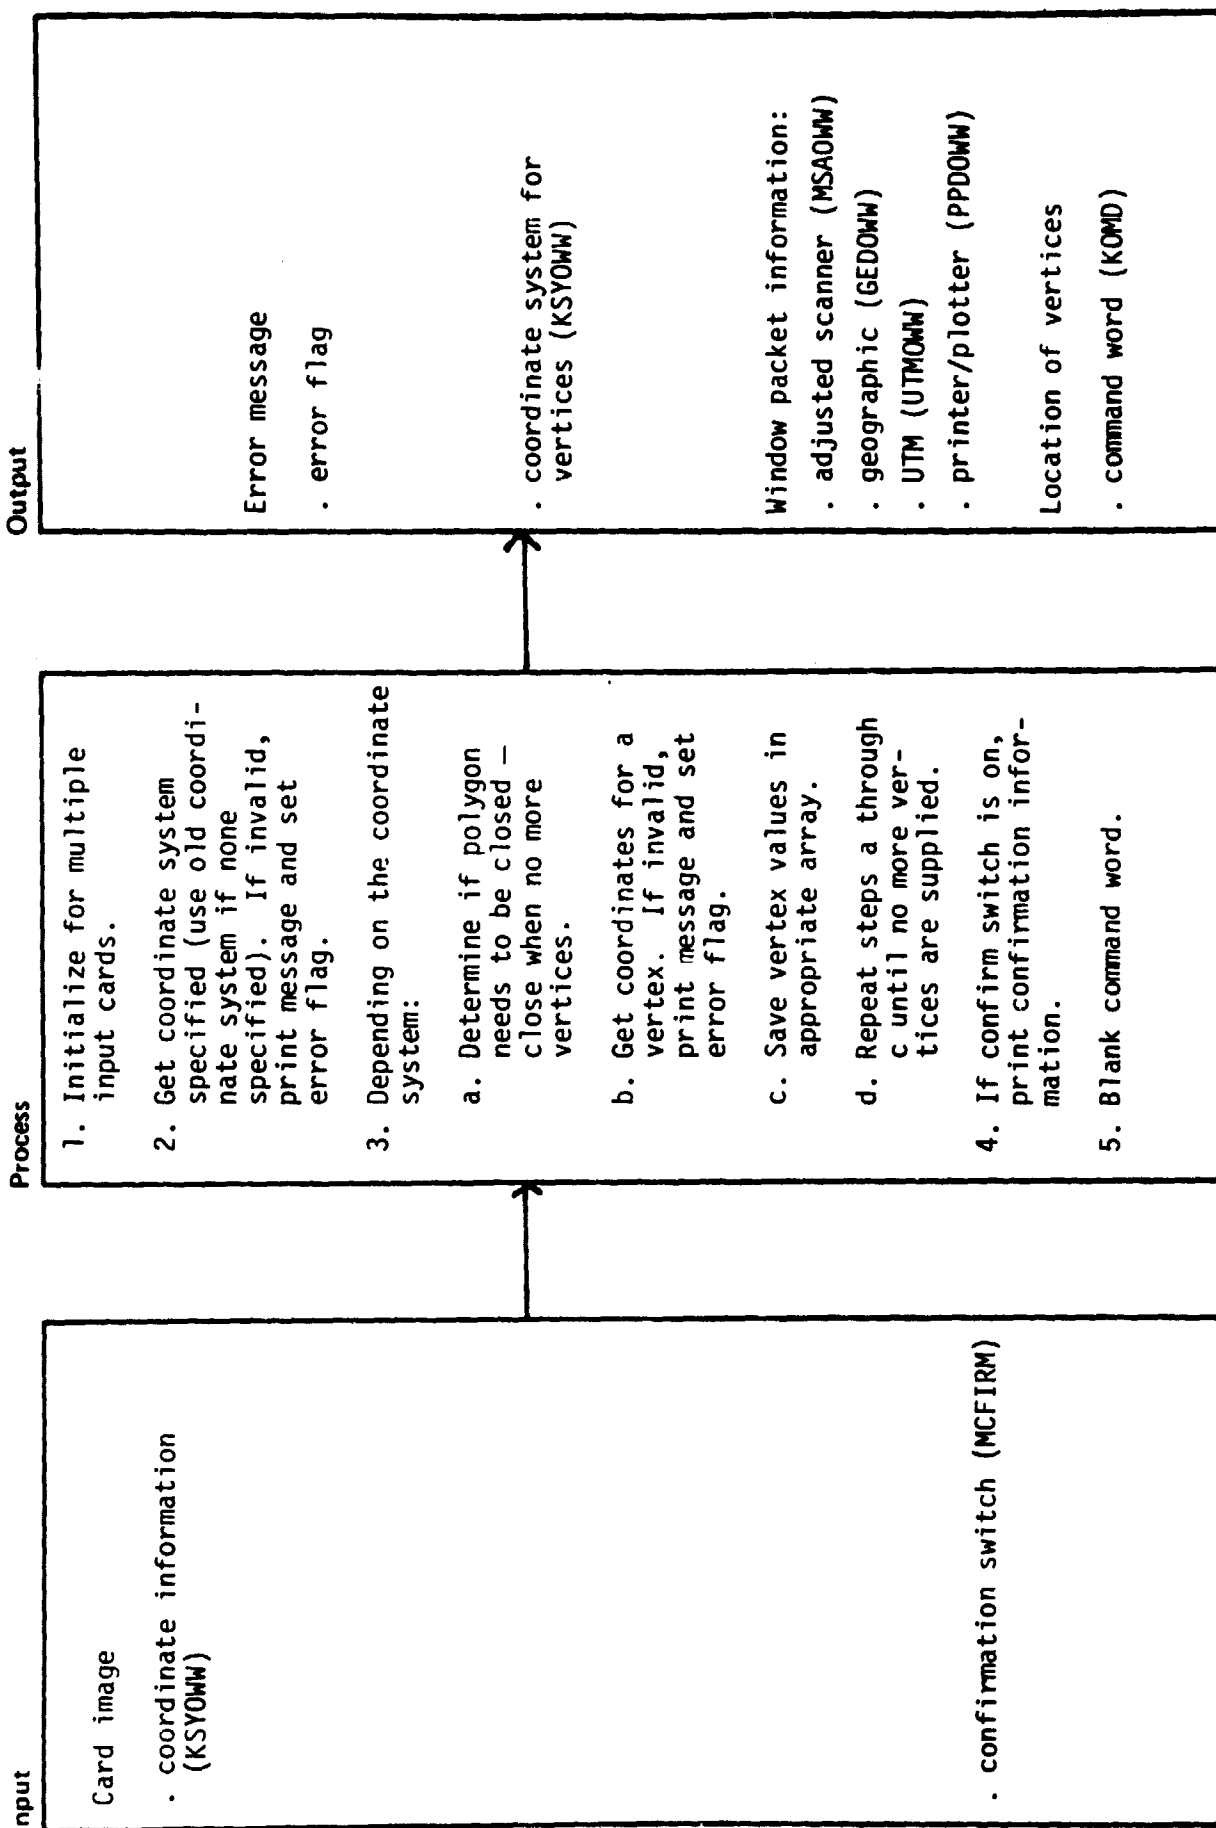 nput
Card image
. coordinate information
(KSYOWW)
. confirmation switch (MCFIRM)
Process
1. Initialize for multiple
input cards.
2. Get coordinate system
specified (use old coordi-
nate system if none
specified). If invalid,
print message and set
error flag.
3. Depending on the coordinate
system:
a. Determine if polygon
needs to be closed —
close when no more
vertices.
b. Get coordinates for a
vertex. If invalid,
print message and set
error flag.
c. Save vertex values in
appropriate array.
d. Repeat steps a through
c until no more ver-
tices are supplied.
4. If confirm switch is on,
print confirmation infor-
mation.
5. Blank command word.
Output
Error message
. error flag
. coordinate system for
vertices (KSYOWW)
Window packet information:
. adjusted scanner (MSAOWW)
. geographic (GEDOWW)
. UTM (UTMOWW)
. printer/plotter (PPDOWW)
Location of vertices
. command word (KOMD)